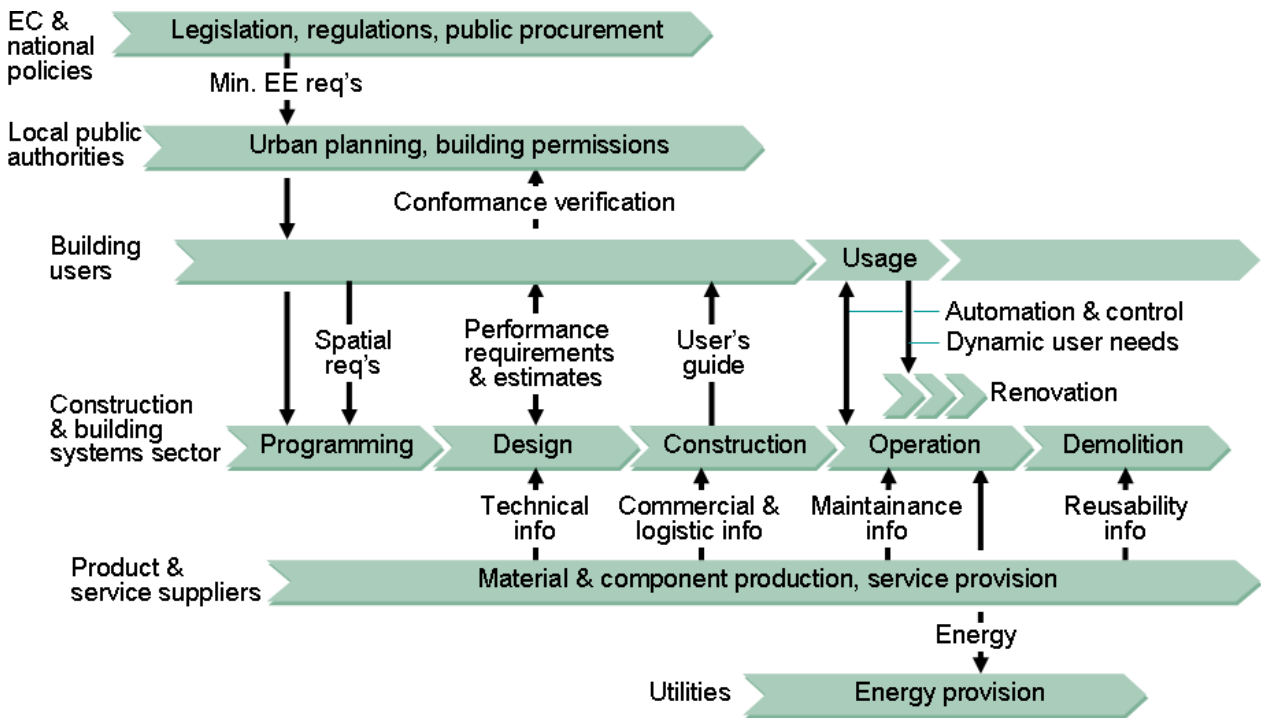 EC &
national
policies
Legislation, regulations, public procurement
Min. EE req's
Local public
authorities
Urban planning, building permissions
Conformance verification
Building
users
Usage
Spatial
req's
Performance
requirements
& estimates
User's
guide
Automation & control
Dynamic user needs
Renovation
Construction
& building
systems sector
Programming
Design
Construction
Operation
Demolition
Technical
info
Commercial &
logistic info
Maintainance
info
Reusability
info
Product &
service suppliers
Material & component production, service provision
Energy
Utilities
Energy provision